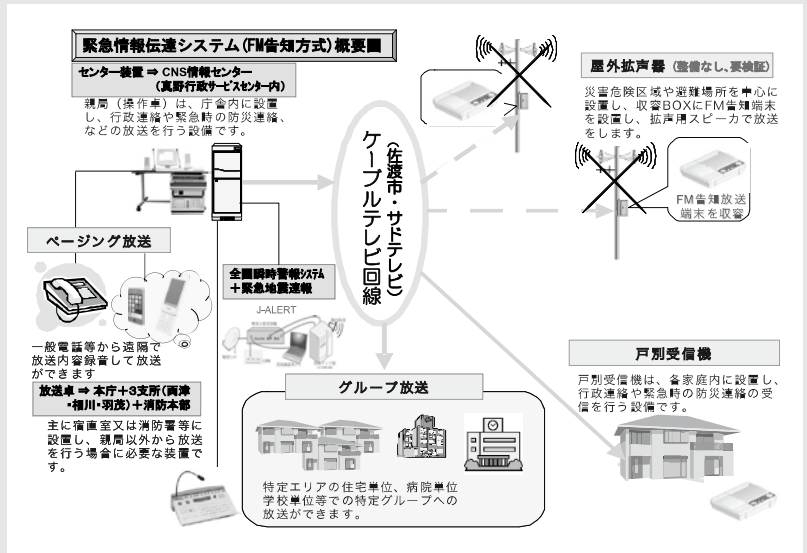 緊急情報伝達システム(FM告知方式)概要図
センター装置 ⇒ CNS情報センター
(真野行政サービスセンター内)
親局（操作卓）は、庁舎内に設置
し、行政連絡や緊急時の防災連絡、
などの放送を行う設備です。
ページング放送
一般電話等から遠隔で
放送内容録音して放送
ができます
放送卓 ⇒ 本庁＋3支所(両津
・相川・羽茂)＋消防本部
主に宿直室又は消防署等に
設置し、親局以外から放送
を行う場合に必要な装置で
す。
全国瞬時警報システム
＋緊急地震速報
J-ALERT
(佐渡市・サドテレビ)
ケーブルテレビ回線
グループ放送
特定エリアの住宅単位、病院単位
学校単位等での特定グループへの
放送ができます。
屋外拡声器 (整備なし、要検証)
災害危険区域や避難場所を中心に
設置し、収容BOXにFM告知端末
を設置し、拡声用スピーカで放送
をします。
FM告知放送
端末を収容
戸別受信機
戸別受信機は、各家庭内に設置し、
行政連絡や緊急時の防災連絡の受
信を行う設備です。